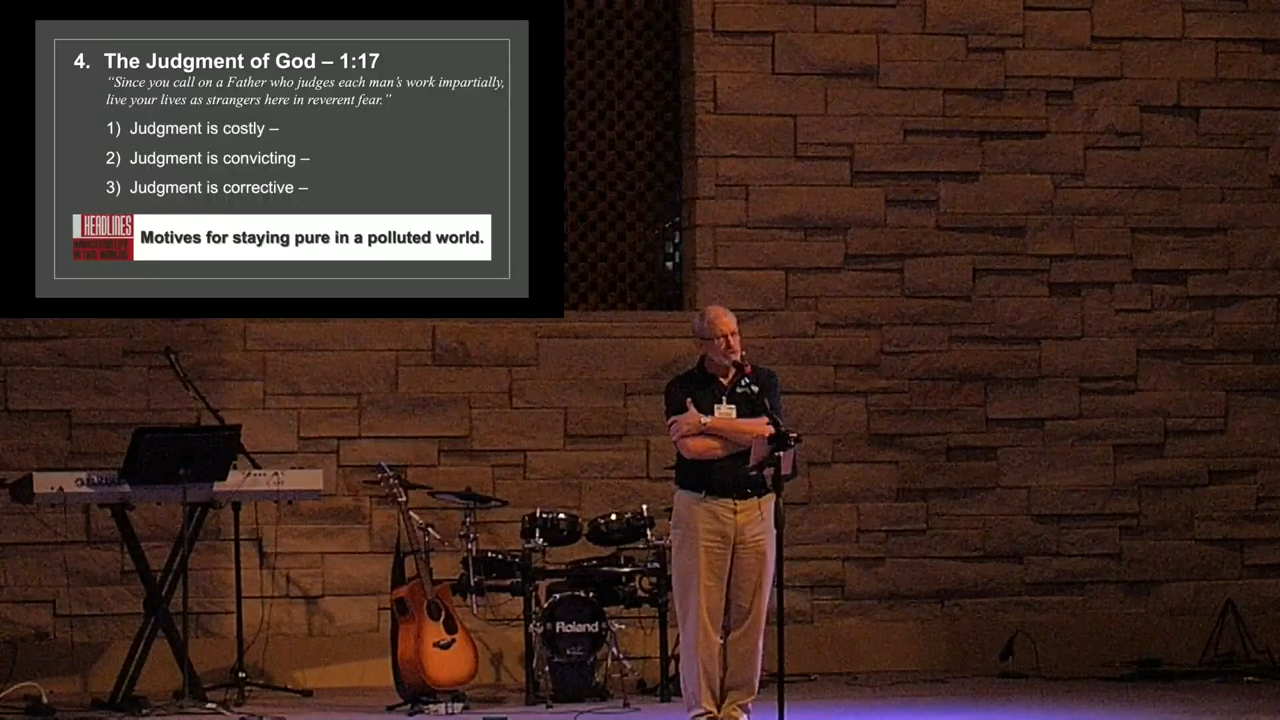 4. The Judgment of God – 1:17
“Since you call on a Father who judges each man’s work impartially,
live your lives as strangers here in reverent fear.”
1) Judgment is costly –
2) Judgment is convicting –
3) Judgment is corrective –
HEADLINES
Motives for staying pure in a polluted world.
Roland